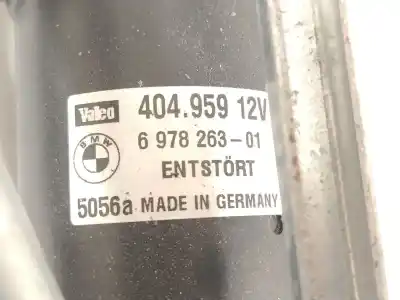 Valeo 404.959 12V
BMW 6 978 263-01
ENTSTÖRT
5056a MADE IN GERMANY